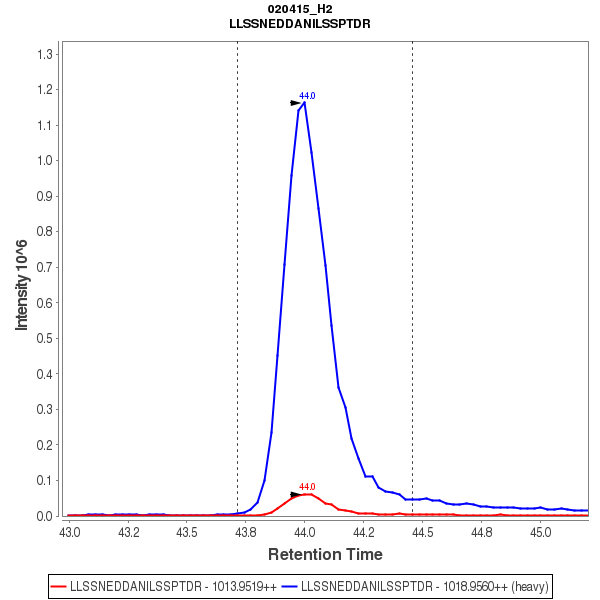 020415_H2
LLSSNEDDANILSSPTDR
1.3
1.2
1.1
1.0
0.9
0.8
0.7
0.6
0.5
0.4
0.3
0.2
0.1
0.0
Intensity 10^6
44.0
44.0
43.0 43.2 43.5 43.8 44.0 44.2 44.5 44.8 45.0
Retention Time
LLSSNEDDANILSSPTDR - 1013.9519++ LLSSNEDDANILSSPTDR - 1018.9560++ (heavy)